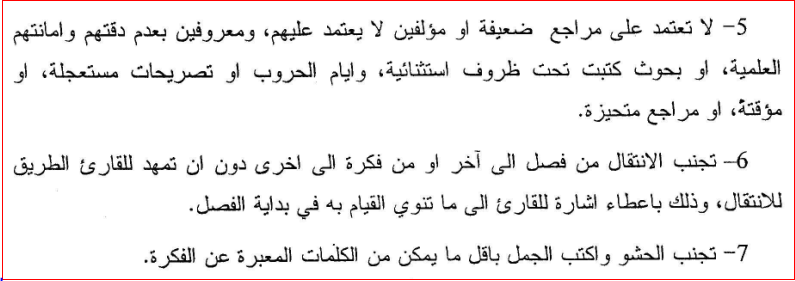 5- لا تعتمد على مراجع ضعيفة او مؤلفين لا يعتمد عليهم، ومعروفين بعدم دقتهم وامانتهم
العلمية، او بحوث كتبت تحت ظروف استثنائية، وايام الحروب او تصريحات مستعجلة، او
مؤقتة، او مراجع متحيزة.
6- تجنب الانتقال من فصل الى آخر او من فكرة الى اخرى دون ان تمهد للقارئ الطريق
للانتقال، وذلك باعطاء اشارة للقارئ الى ما تنوي القيام به في بداية الفصل.
7- تجنب الحشو واكتب الجمل باقل ما يمكن من الكلمات المعبرة عن الفكرة.